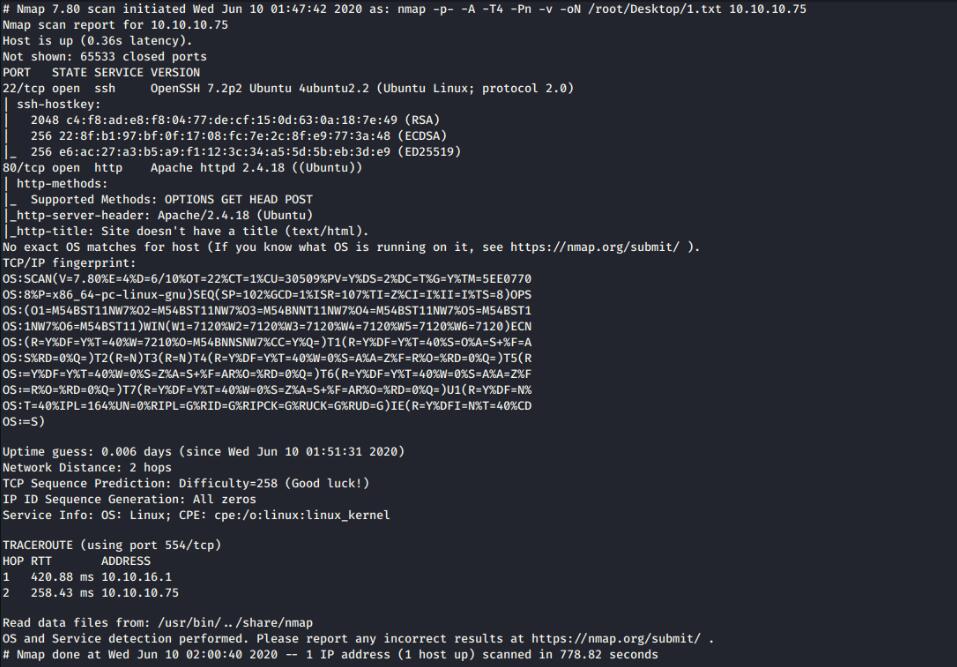 # Nmap 7.80 scan initiated Wed Jun 10 01:47:42 2020 as: nmap -p- -A -T4 -Pn -v -oN /root/Desktop/1.txt 10.10.10.75
Nmap scan report for 10.10.10.75
Host is up (0.36s latency).
Not shown: 65533 closed ports
PORT   STATE SERVICE VERSION
22/tcp open  ssh     OpenSSH 7.2p2 Ubuntu 4ubuntu2.2 (Ubuntu Linux; protocol 2.0)
| ssh-hostkey:
|   2048 c4:f8:ad:e8:f8:04:77:de:cf:15:0d:63:0a:18:7e:49 (RSA)
|   256 22:8f:b1:97:bf:0f:17:08:fc:7e:2c:8f:e9:77:3a:48 (ECDSA)
|_  256 e6:ac:27:a3:b5:a9:f1:12:3c:34:a5:5d:5b:eb:3d:e9 (ED25519)
80/tcp open  http    Apache httpd 2.4.18 ((Ubuntu))
| http-methods:
|_  Supported Methods: OPTIONS GET HEAD POST
|_http-server-header: Apache/2.4.18 (Ubuntu)
|_http-title: Site doesn't have a title (text/html).
No exact OS matches for host (If you know what OS is running on it, see https://nmap.org/submit/ ).
TCP/IP fingerprint:
OS:SCAN(V=7.80%E=4%D=6/10%OT=22%CT=1%CU=30509%PV=Y%DS=2%DC=T%G=Y%TM=5EE0770
OS:8%P=x86_64-pc-linux-gnu)SEQ(SP=102%GCD=1%ISR=107%TI=Z%CI=I%II=I%TS=8)OPS
OS:(O1=M54BST11NW7%O2=M54BST11NW7%O3=M54BNNT11NW7%O4=M54BST11NW7%O5=M54BST1
OS:1NW7%O6=M54BST11)WIN(W1=7120%W2=7120%W3=7120%W4=7120%W5=7120%W6=7120)ECN
OS:(R=Y%DF=Y%T=40%W=7210%O=M54BNNSNW7%CC=Y%Q=)T1(R=Y%DF=Y%T=40%S=O%A=S+%F=A
OS:S%RD=0%Q=)T2(R=N)T3(R=N)T4(R=Y%DF=Y%T=40%W=0%S=A%A=Z%F=R%O=%RD=0%Q=)T5(R
OS:=Y%DF=Y%T=40%W=0%S=Z%A=S+%F=AR%O=%RD=0%Q=)T6(R=Y%DF=Y%T=40%W=0%S=A%A=Z%F
OS:=R%O=%RD=0%Q=)T7(R=Y%DF=Y%T=40%W=0%S=Z%A=S+%F=AR%O=%RD=0%Q=)U1(R=Y%DF=N%
OS:T=40%IPL=164%UN=0%RIPL=G%RID=G%RIPCK=G%RUCK=G%RUD=G)IE(R=Y%DFI=N%T=40%CD
OS:=S)
Uptime guess: 0.006 days (since Wed Jun 10 01:51:31 2020)
Network Distance: 2 hops
TCP Sequence Prediction: Difficulty=258 (Good luck!)
IP ID Sequence Generation: All zeros
Service Info: OS: Linux; CPE: cpe:/o:linux:linux_kernel
TRACEROUTE (using port 554/tcp)
HOP RTT       ADDRESS
1   420.88 ms 10.10.16.1
2   258.43 ms 10.10.10.75
Read data files from: /usr/bin/../share/nmap
OS and Service detection performed. Please report any incorrect results at https://nmap.org/submit/ .
# Nmap done at Wed Jun 10 02:00:40 2020 -- 1 IP address (1 host up) scanned in 778.82 seconds